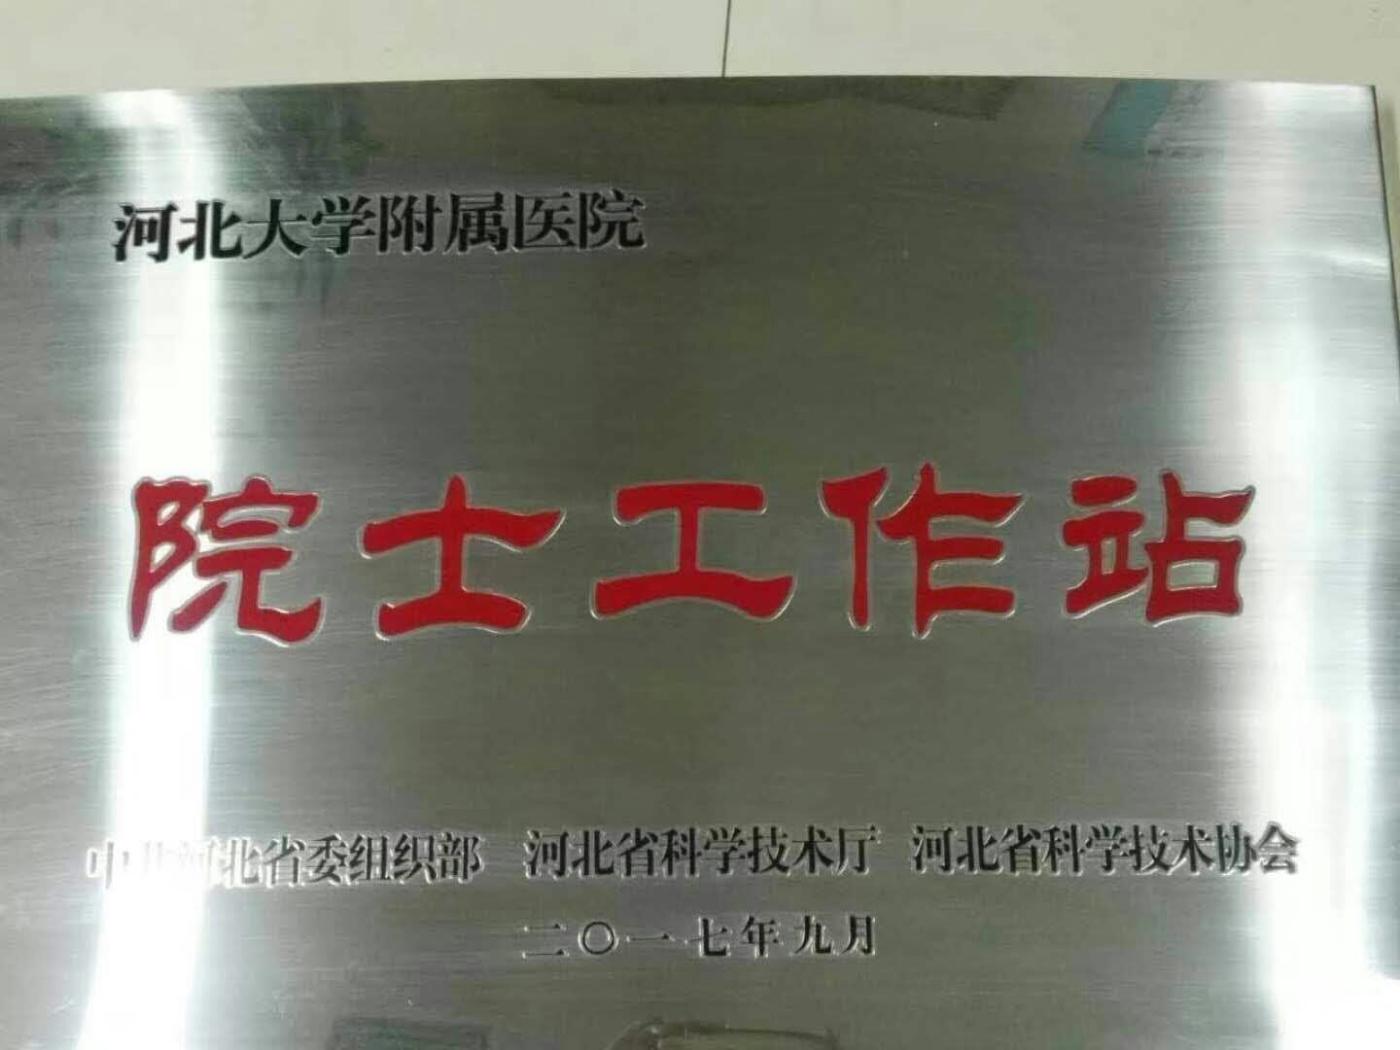 河北大学附属医院
院士工作站
中共河北省委组织部 河北省科学技术厅 河北省科学技术协会
二〇一七年九月